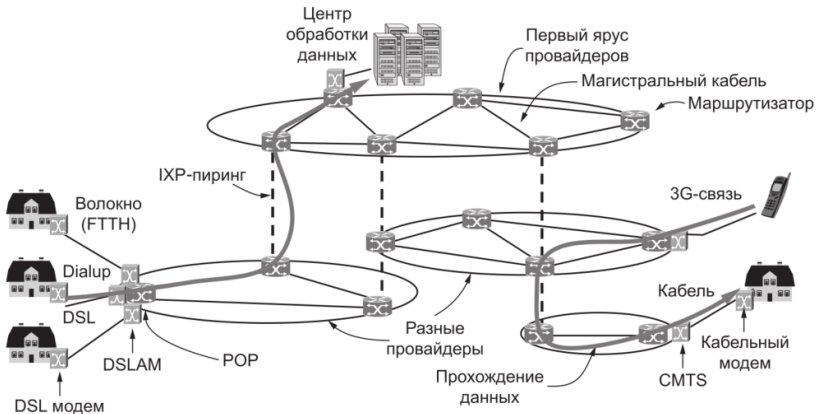 Центр
обработки
данных
Первый ярус
провайдеров
Магистральный кабель
Маршрутизатор
IXP-пиринг
3G-связь
Волокно
(FTTH)
Dialup
DSL
Кабель
Разные
провайдеры
POP
DSLAM
DSL модем
Прохождение
данных
CMTS
Кабельный
модем